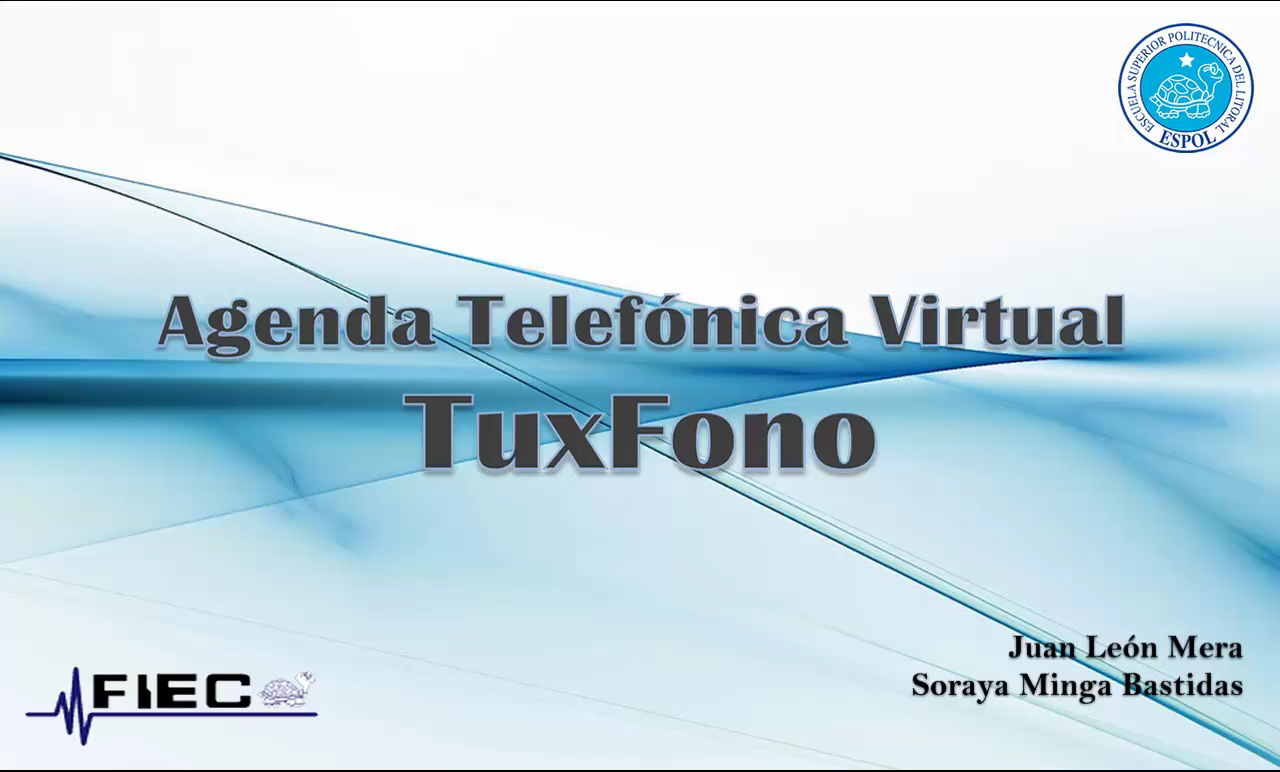 ESCUELA SUPERIOR POLITECNICA DEL LITORAL
ESPOL
Agenda Telefónica Virtual
TuxFono
Juan León Mera
Soraya Minga Bastidas
FIEC